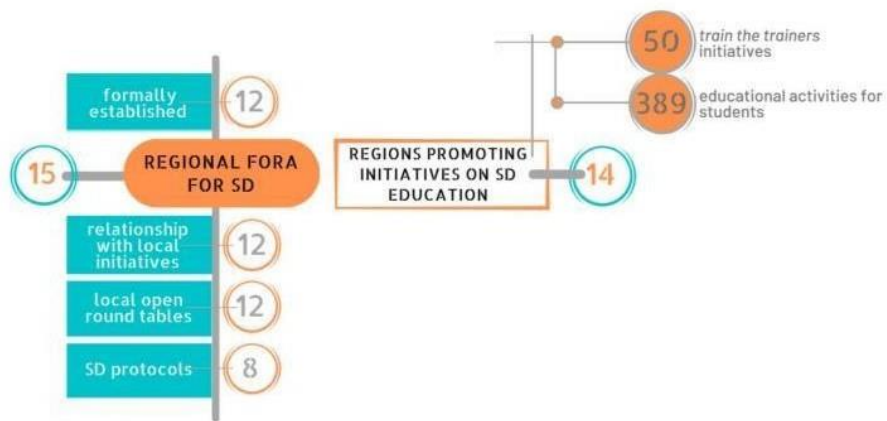 formally
established
12
15
REGIONAL FORA
FOR SD
relationship
with local
initiatives
12
local open
round tables
12
SD protocols
8
50
train the trainers
initiatives
389
educational activities for
students
REGIONS PROMOTING
INITIATIVES ON SD
EDUCATION
14